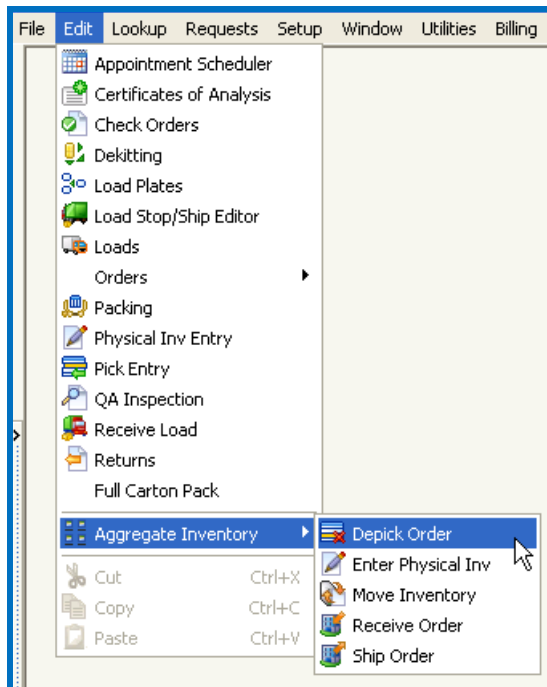 File Edit Lookup Requests Setup Window Utilities Billing
Appointment Scheduler
Certificates of Analysis
Check Orders
Dekitting
Load Plates
Load Stop/Ship Editor
Loads
Orders
Packing
Physical Inv Entry
Pick Entry
QA Inspection
Receive Load
Returns
Full Carton Pack
Aggregate Inventory
Cut Ctrl+X
Copy Ctrl+C
Paste Ctrl+V
Depick Order
Enter Physical Inv
Move Inventory
Receive Order
Ship Order